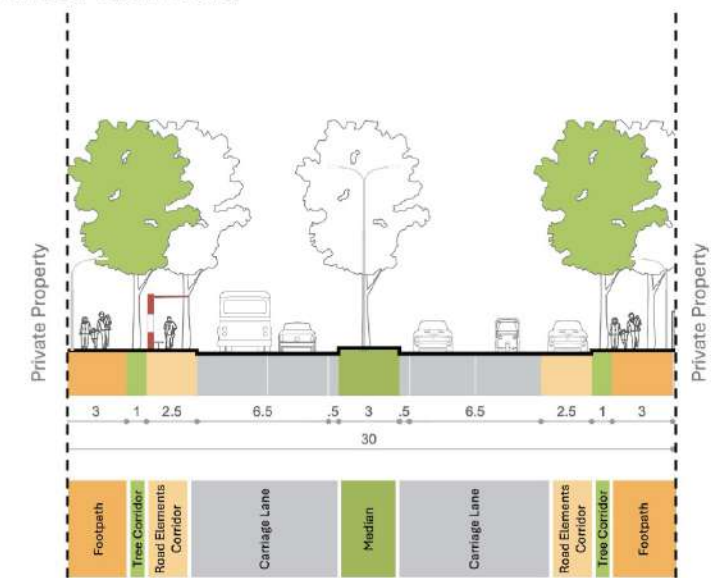 Private Property
Private Property
3 1 2.5 6.5 .5 3 .5 6.5 2.5 1 3
30
Footpath
Tree Corridor
Road Elements
Corridor
Carriage Lane
Median
Carriage Lane
Road Elements
Corridor
Tree Corridor
Footpath